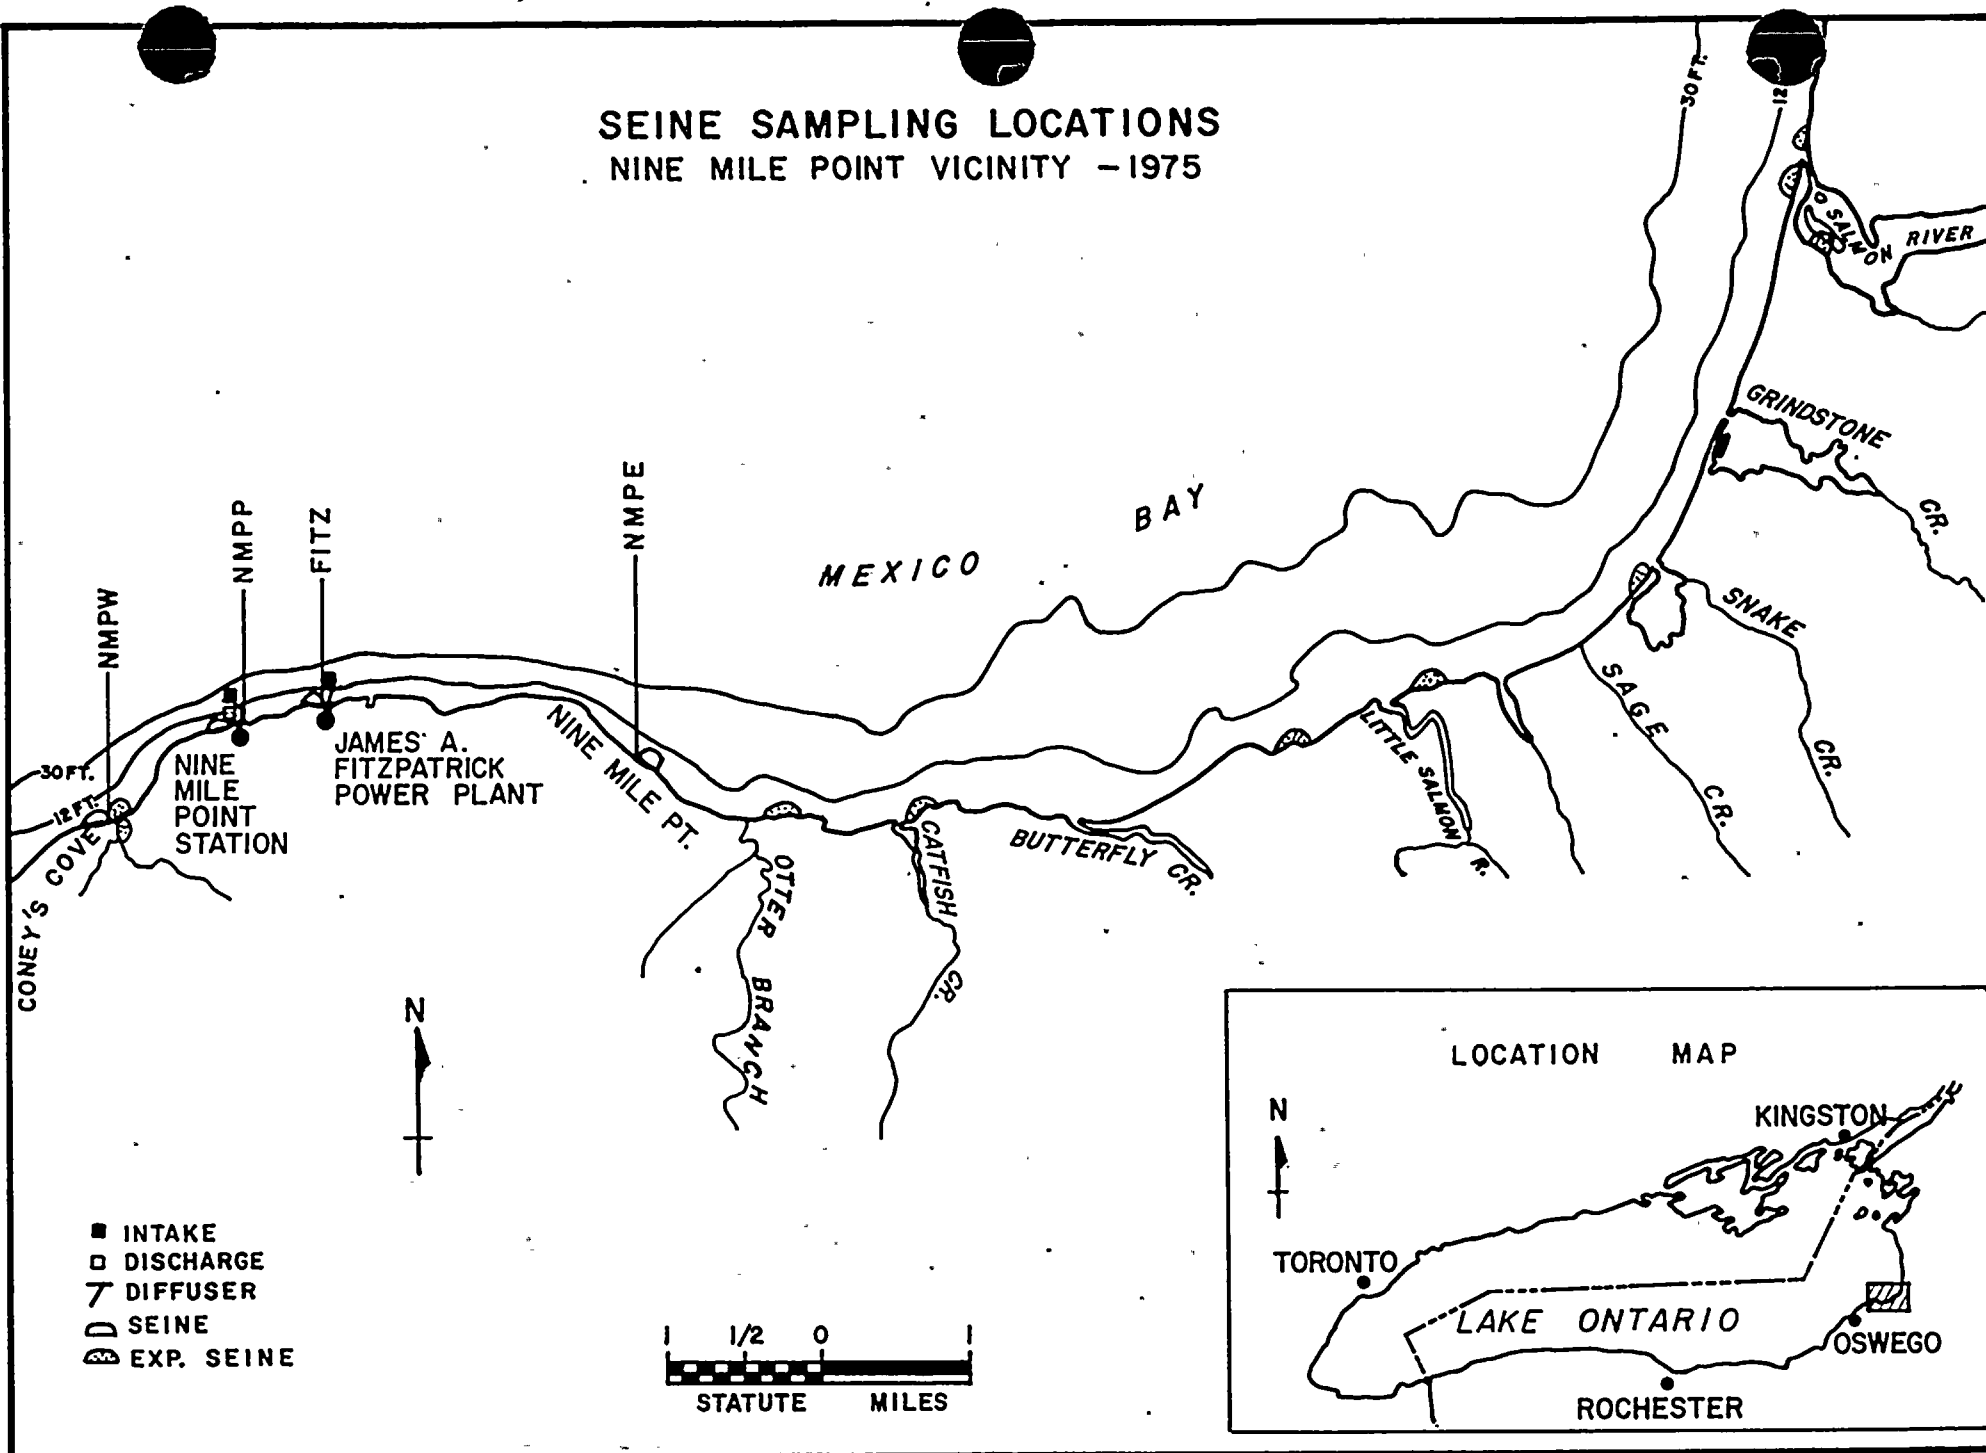 SEINE SAMPLING LOCATIONS
NINE MILE POINT VICINITY - 1975
30 FT.
12
SALMON RIVER
GRINDSTONE CR.
MEXICO BAY
NMPW
NMPP
FITZ
NMPE
SNAKE CR.
SAGE CR.
LITTLE SALMON R.
30 FT.
12 FT.
CONEY'S COVE
NINE
MILE
POINT
STATION
JAMES A.
FITZPATRICK
POWER PLANT
NINE MILE PT.
OTTER BRANCH
CATFISH CR.
BUTTERFLY CR.
N
INTAKE
DISCHARGE
DIFFUSER
SEINE
EXP. SEINE
1 1/2 0 1
STATUTE MILES
LOCATION MAP
N
KINGSTON
TORONTO
LAKE ONTARIO
OSWEGO
ROCHESTER